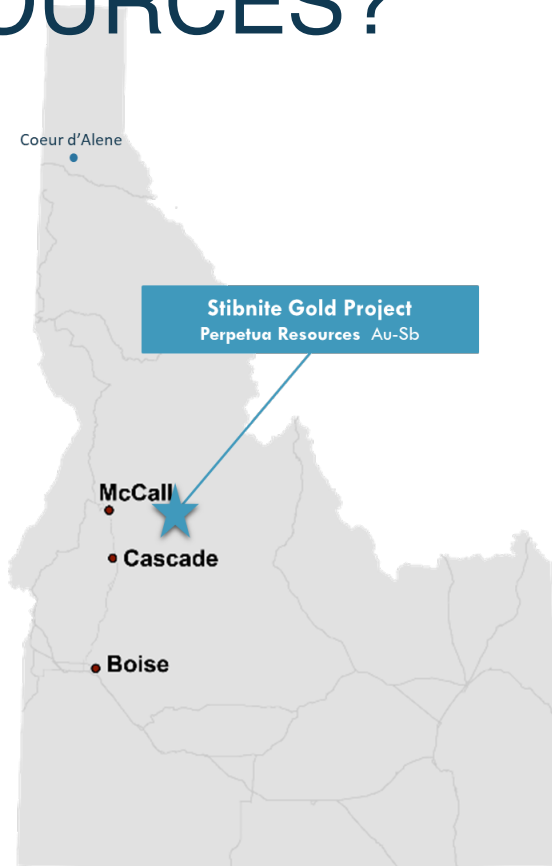 OURCES?
Coeur d’Alene
Stibnite Gold Project
Perpetua Resources Au-Sb
McCall
Cascade
Boise